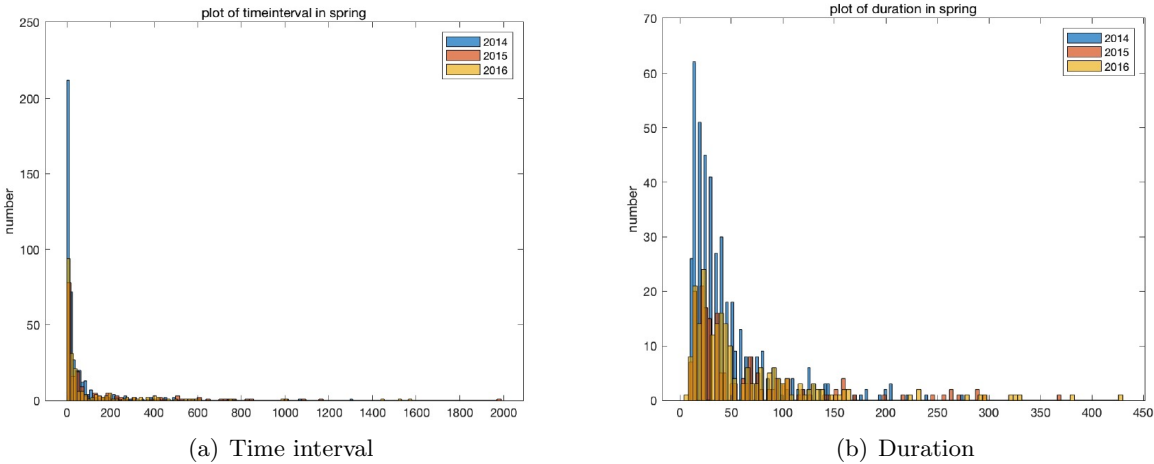 plot of timeinterval in spring
250
200
150
100
50
0
number
2014
2015
2016
0 200 400 600 800 1000 1200 1400 1600 1800 2000
(a) Time interval
plot of duration in spring
70
60
50
40
30
20
10
0
number
2014
2015
2016
0 50 100 150 200 250 300 350 400 450
(b) Duration